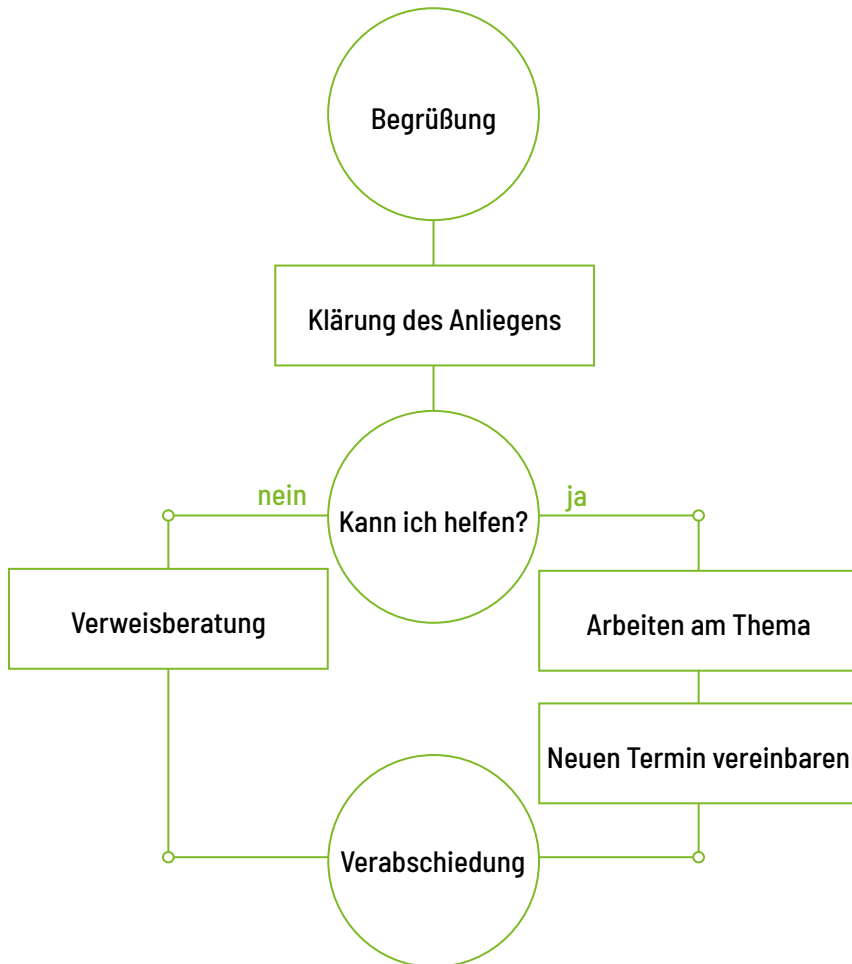 Begrüßung
Klärung des Anliegens
nein
ja
Kann ich helfen?
Verweisberatung
Arbeiten am Thema
Neuen Termin vereinbaren
Verabschiedung